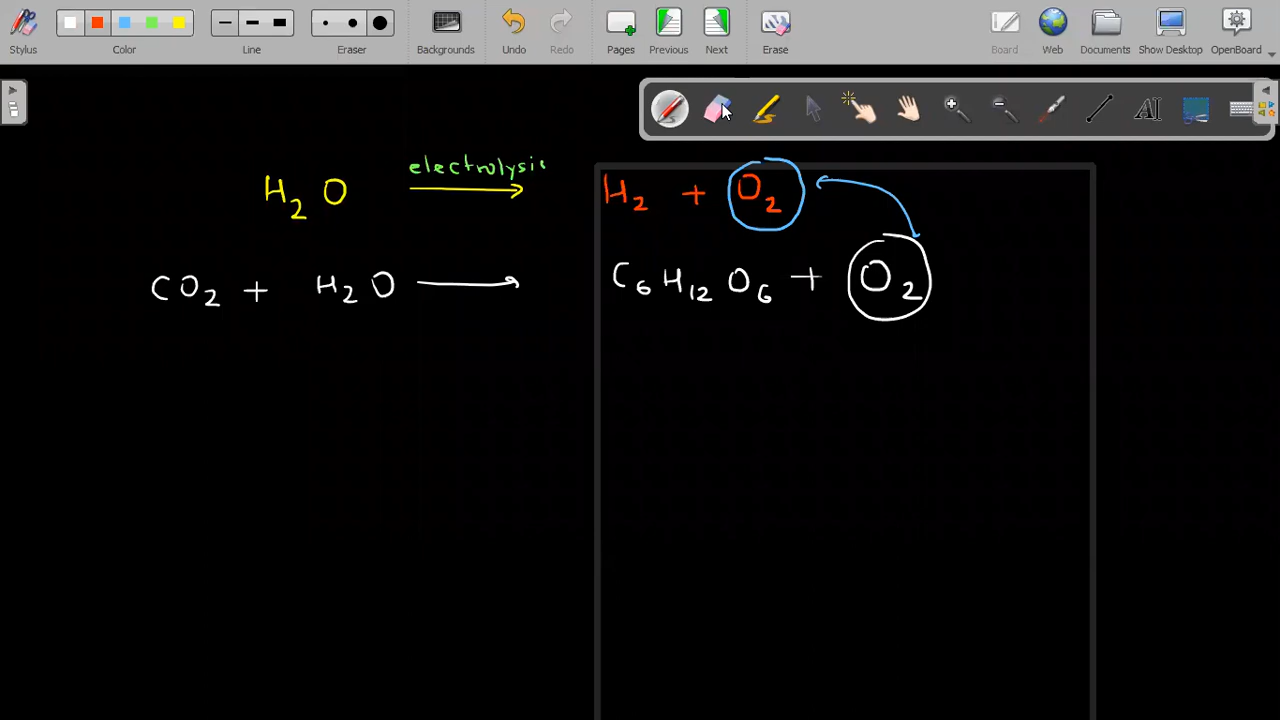 Stylus Color Line Eraser Backgrounds Undo Redo Pages Previous Next Erase Board Web Documents Show Desktop OpenBoard
AI
electrolysis
H₂O → H₂ + O₂
CO₂ + H₂O → C₆H₁₂O₆ + O₂